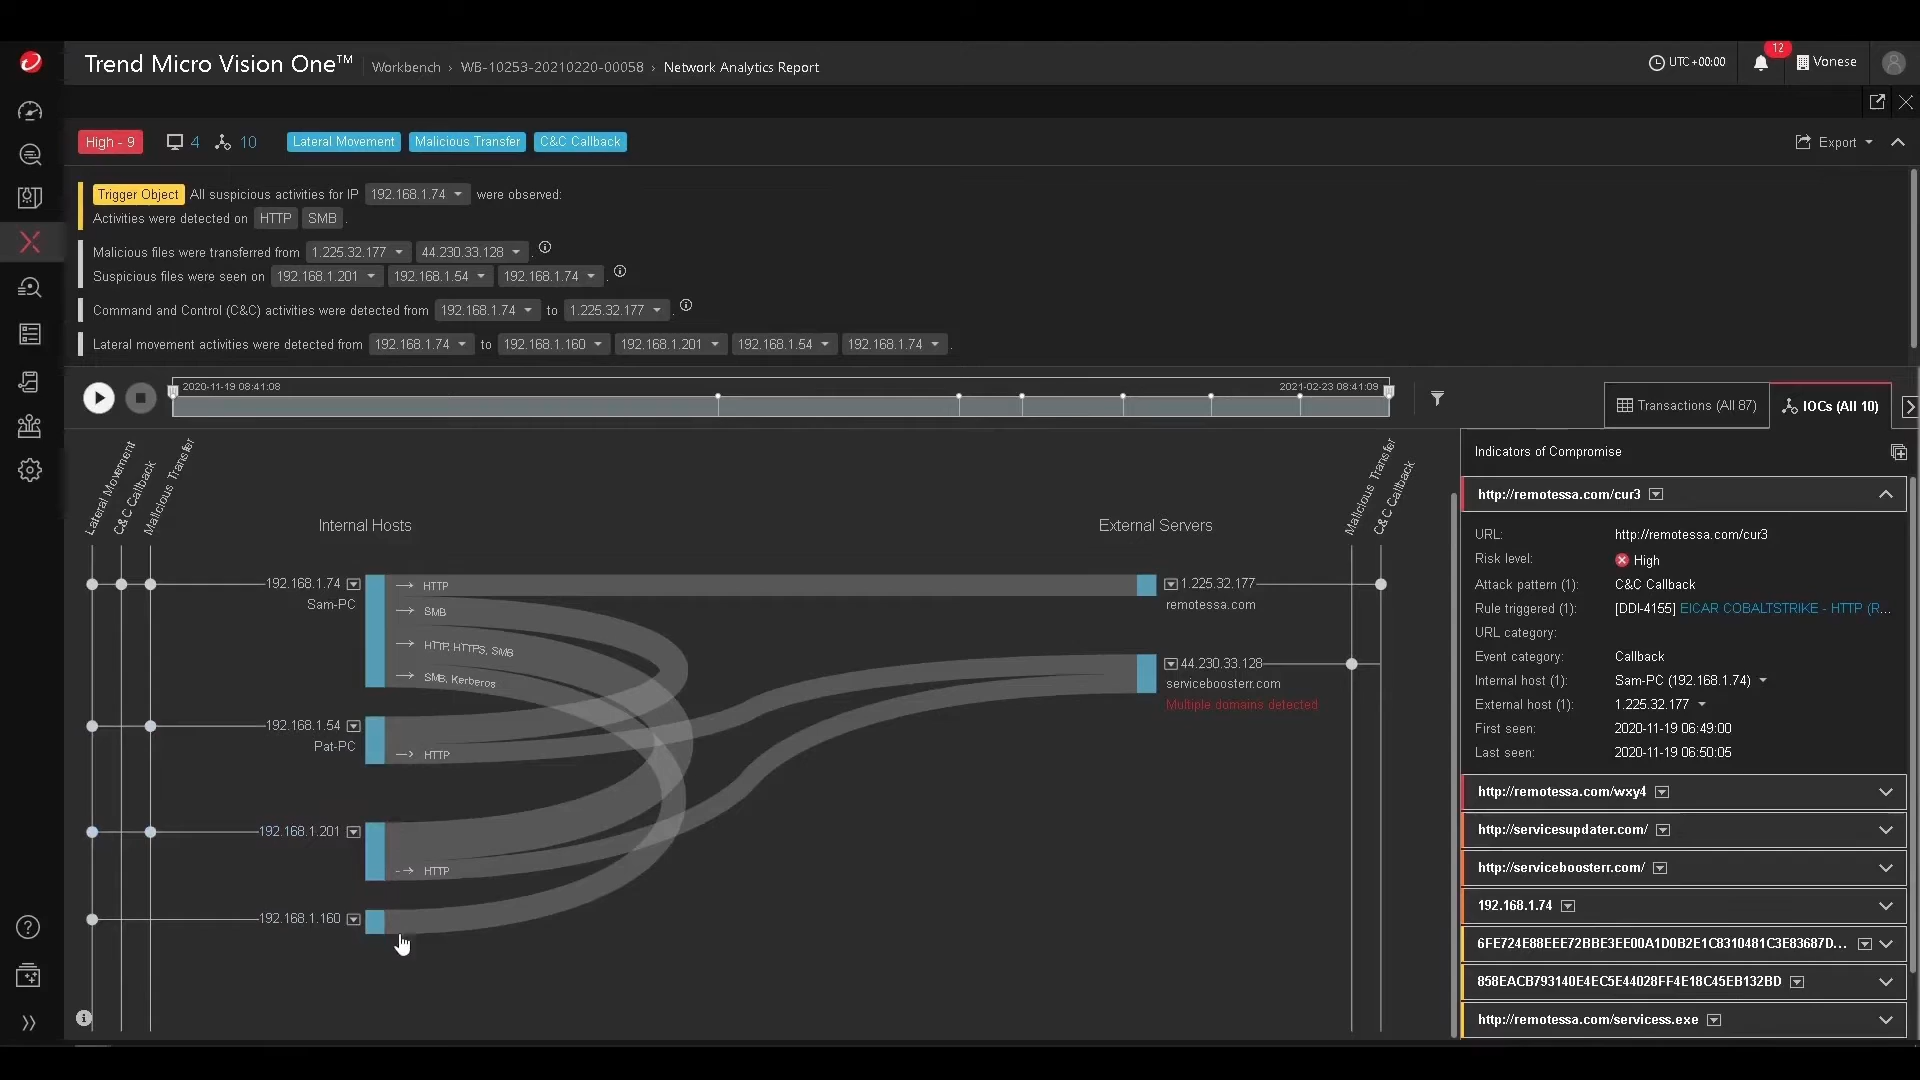 Trend Micro Vision One™ Workbench › WB-10253-20210220-00058 › Network Analytics Report
UTC+00:00
12
Vonese
High - 9
4
10
Lateral Movement
Malicious Transfer
C&C Callback
Export
Trigger Object All suspicious activities for IP 192.168.1.74 were observed:
Activities were detected on HTTP SMB .
Malicious files were transferred from 1.225.32.177 44.230.33.128 .
Suspicious files were seen on 192.168.1.201 192.168.1.54 192.168.1.74 .
Command and Control (C&C) activities were detected from 192.168.1.74 to 1.225.32.177 .
Lateral movement activities were detected from 192.168.1.74 to 192.168.1.160 192.168.1.201 192.168.1.54 192.168.1.74 .
2020-11-19 08:41:08
2021-02-23 08:41:09
Transactions (All 87)
IOCs (All 10)
Lateral Movement
C&C Callback
Malicious Transfer
Internal Hosts
External Servers
Malicious Transfer
C&C Callback
192.168.1.74
Sam-PC
HTTP
SMB
HTTP, HTTPS, SMB
SMB, Kerberos
192.168.1.54
Pat-PC
HTTP
192.168.1.201
HTTP
192.168.1.160
1.225.32.177
remotessa.com
44.230.33.128
serviceboosterr.com
Multiple domains detected
Indicators of Compromise
http://remotessa.com/cur3
URL: http://remotessa.com/cur3
Risk level: High
Attack pattern (1): C&C Callback
Rule triggered (1): [DDI-4155] EICAR COBALTSTRIKE - HTTP (R...
URL category:
Event category: Callback
Internal host (1): Sam-PC (192.168.1.74)
External host (1): 1.225.32.177
First seen: 2020-11-19 06:49:00
Last seen: 2020-11-19 06:50:05
http://remotessa.com/wxy4
http://servicesupdater.com/
http://serviceboosterr.com/
192.168.1.74
6FE724E88EEE72BBE3EE00A1D0B2E1C8310481C3E83687D...
858EACB793140E4EC5E44028FF4E18C45EB132BD
http://remotessa.com/servicess.exe